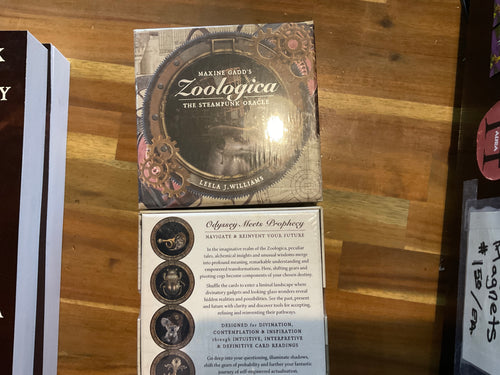 MAXINE GADD'S
Zoologica
THE STEAMPUNK ORACLE
LEELA J. WILLIAMS
Odyssey Meets Prophecy
NAVIGATE & REINVENT YOUR FUTURE
In the imaginative realm of the Zoologica, peculiar
tales, alchemical insights and unusual wisdoms merge
into profound meaning, remarkable understanding and
empowered transformations. Here, shifting gears and
pivoting cogs become components of your chosen destiny.
Shuffle the cards to enter a liminal landscape where
divinatory gadgets and looking-glass wonders reveal
hidden realities and possibilities. See the past, present
and future with clarity and discover tools for accepting,
refining and reinventing their pathways.
DESIGNED for DIVINATION,
CONTEMPLATION & INSPIRATION
through INTUITIVE, INTERPRETIVE
& DEFINITIVE CARD READINGS
Go deep into your questioning, illuminate shadows,
shift the gears of probability and further your fantastic
journey of self-engineered actualisation.
K
Y
A
Magnets